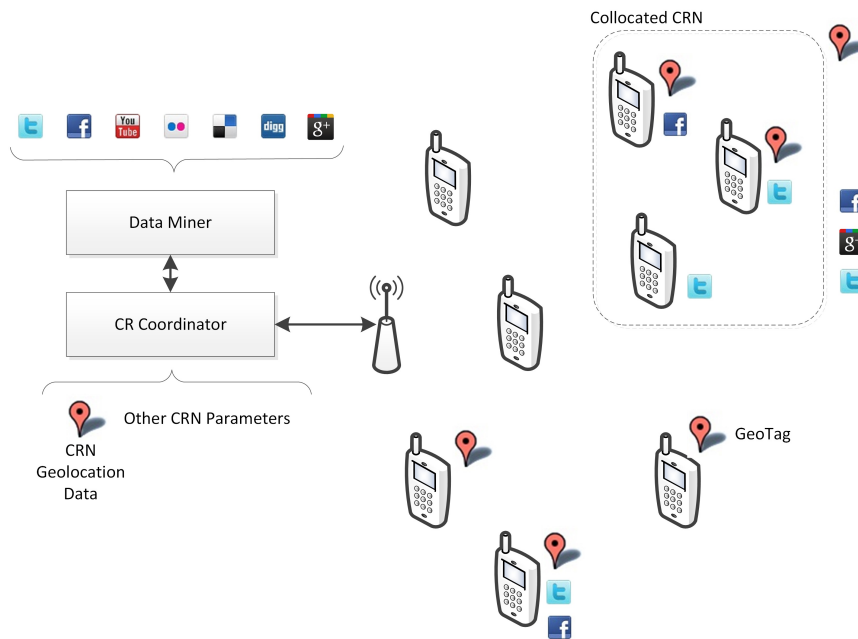 Collocated CRN
You
Tube
digg
g+
Data Miner
CR Coordinator
Other CRN Parameters
CRN
Geolocation
Data
GeoTag